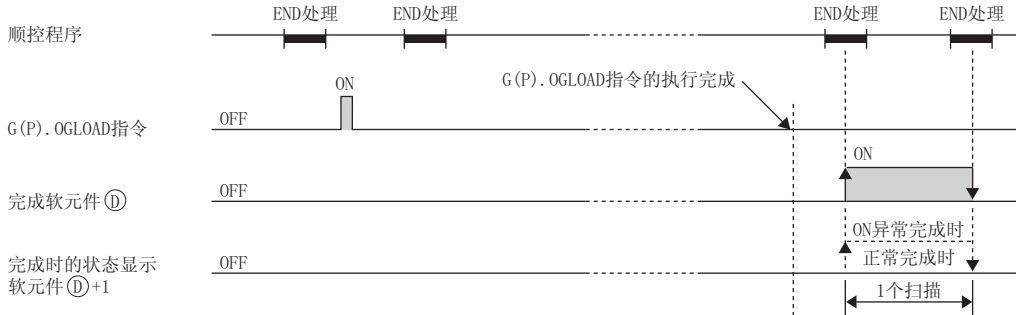 END处理 END处理 END处理 END处理
顺控程序
G(P).OGLOAD指令的执行完成
ON
OFF
G(P).OGLOAD指令
ON
OFF
完成软元件Ⓓ
ON异常完成时
OFF
正常完成时
完成时的状态显示
软元件Ⓓ+1
1个扫描